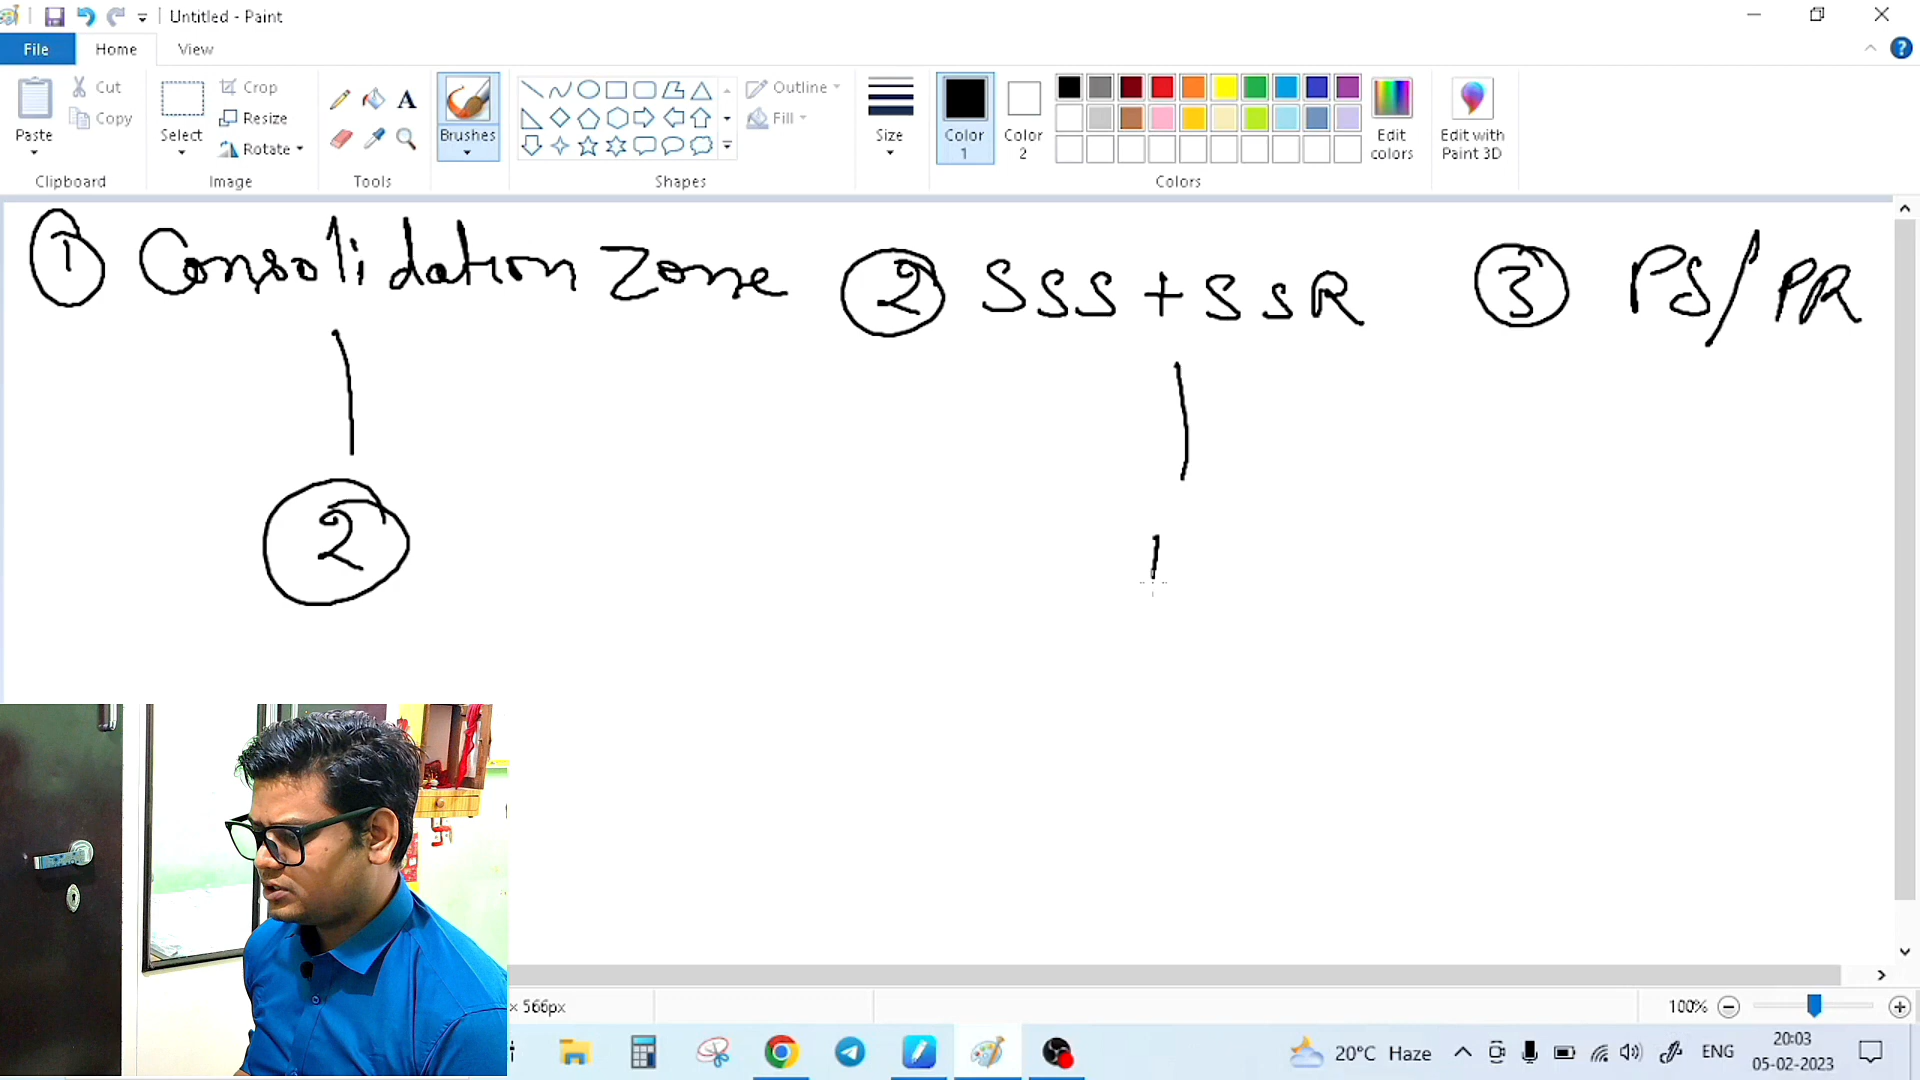 Untitled - Paint
File Home View
Cut
Copy
Paste
Clipboard
Select
Crop
Resize
Rotate
Image
Tools
Brushes
Shapes
Outline
Fill
Size
Color 1
Color 2
Edit colors
Edit with Paint 3D
Colors
① Consolidation Zone ② SSS + SSR ③ PS/PR
②
× 566px
100%
20°C Haze
ENG
20:03
05-02-2023